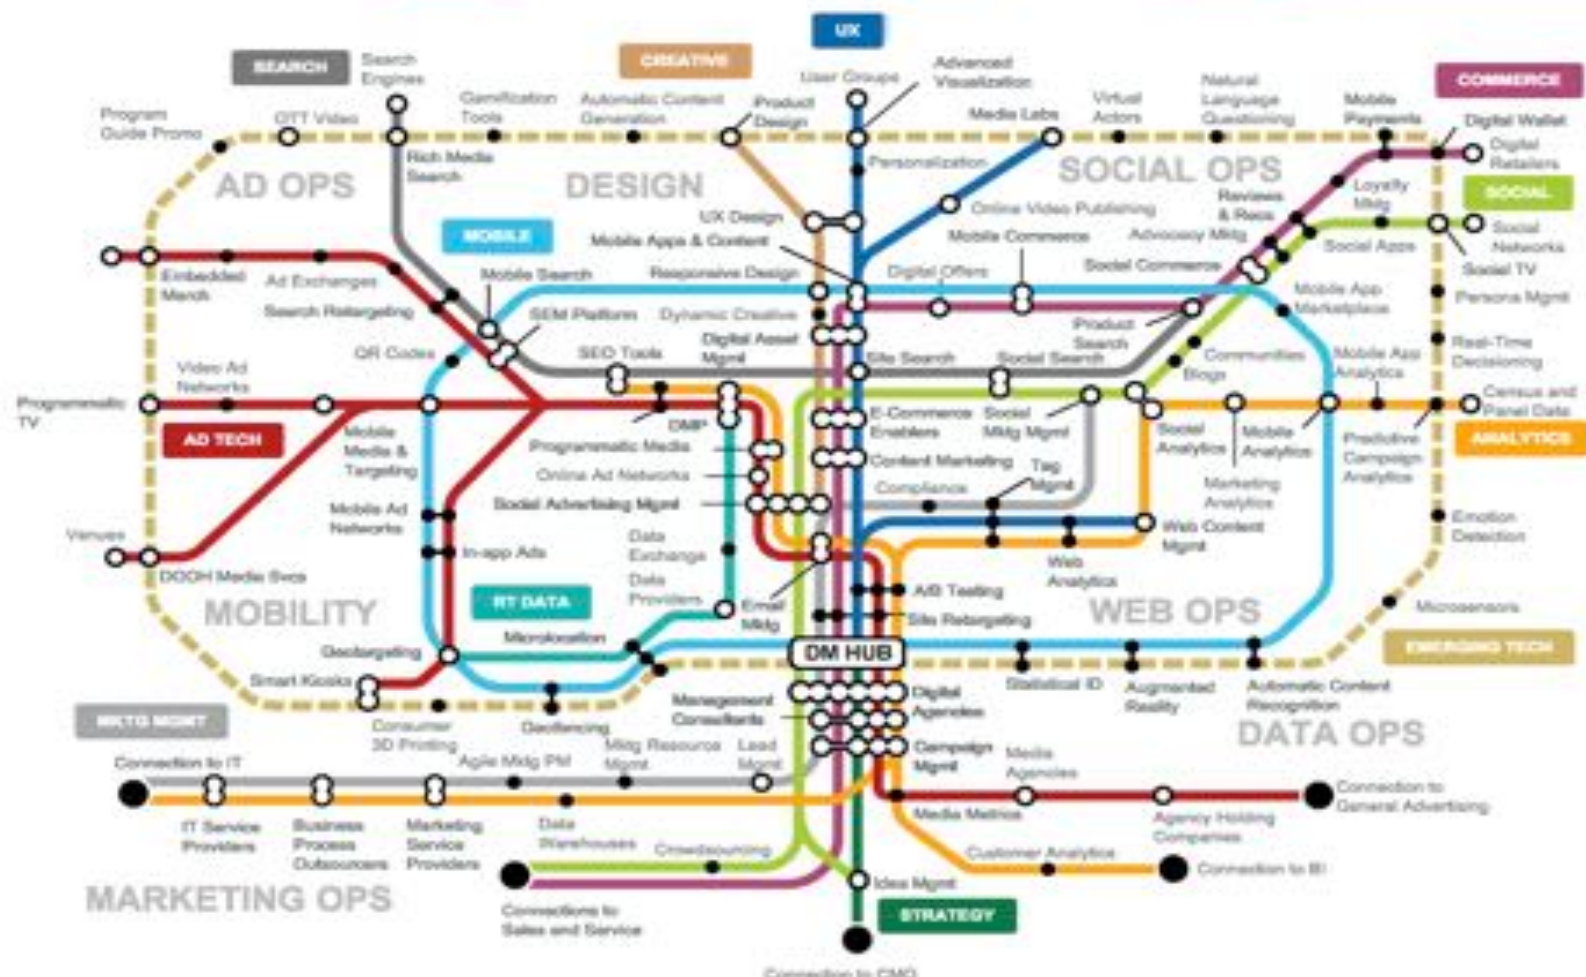 UX
SEARCH
Search
Engines
CREATIVE
User Groups
Advanced
Visualization
COMMERCE
Program
Guide Promo
OTT Video
Gamification
Tools
Automatic Content
Generation
Product
Design
Media Labs
Virtual
Actors
Natural
Language
Questioning
Mobile
Payments
Digital Wallet
Digital
Retailers
Rich Media
Search
Personalization
AD OPS
DESIGN
SOCIAL OPS
SOCIAL
Reviews
& Recs
Loyalty
Mktg
UX Design
Online Video Publishing
MOBILE
Mobile Apps & Content
Mobile Commerce
Advocacy Mktg
Social Apps
Social
Networks
Social TV
Embedded
Merch
Ad Exchanges
Mobile Search
Responsive Design
Digital Offers
Social Commerce
Mobile App
Marketplace
Persona Mgmt
Search Retargeting
SEM Platform
Dynamic Creative
Product
Search
QR Codes
SEO Tools
Digital Asset
Mgmt
Site Search
Social Search
Communities
Blogs
Mobile App
Analytics
Real-Time
Decisioning
Video Ad
Networks
Programmatic
TV
AD TECH
Mobile
Media &
Targeting
DMP
E-Commerce
Enablers
Social
Mktg Mgmt
Social
Analytics
Mobile
Analytics
Predictive
Campaign
Analytics
Census and
Panel Data
ANALYTICS
Programmatic Media
Online Ad Networks
Content Marketing
Tag
Mgmt
Marketing
Analytics
Social Advertising Mgmt
Compliance
Mobile Ad
Networks
Venues
In-app Ads
Data
Exchange
Web Content
Mgmt
Emotion
Detection
DOOH Media Svcs
Data
Providers
Web
Analytics
MOBILITY
RT DATA
Email
Mktg
A/B Testing
Site Retargeting
WEB OPS
Microsensors
Microlocation
Geotargeting
DM HUB
EMERGING TECH
Smart Kiosks
Statistical ID
Augmented
Reality
Automatic Content
Recognition
MKTG MGMT
Consumer
3D Printing
Geofencing
Management
Consultants
Digital
Agencies
DATA OPS
Connection to IT
Agile Mktg PM
Mktg Resource
Mgmt
Lead
Mgmt
Campaign
Mgmt
Media
Agencies
Connection to
General Advertising
IT Service
Providers
Business
Process
Outsourcers
Marketing
Service
Providers
Data
Warehouses
Media Metrics
Agency Holding
Companies
Crowdsourcing
Customer Analytics
Connection to BI
MARKETING OPS
Idea Mgmt
Connections to
Sales and Service
STRATEGY
Connection to CMO